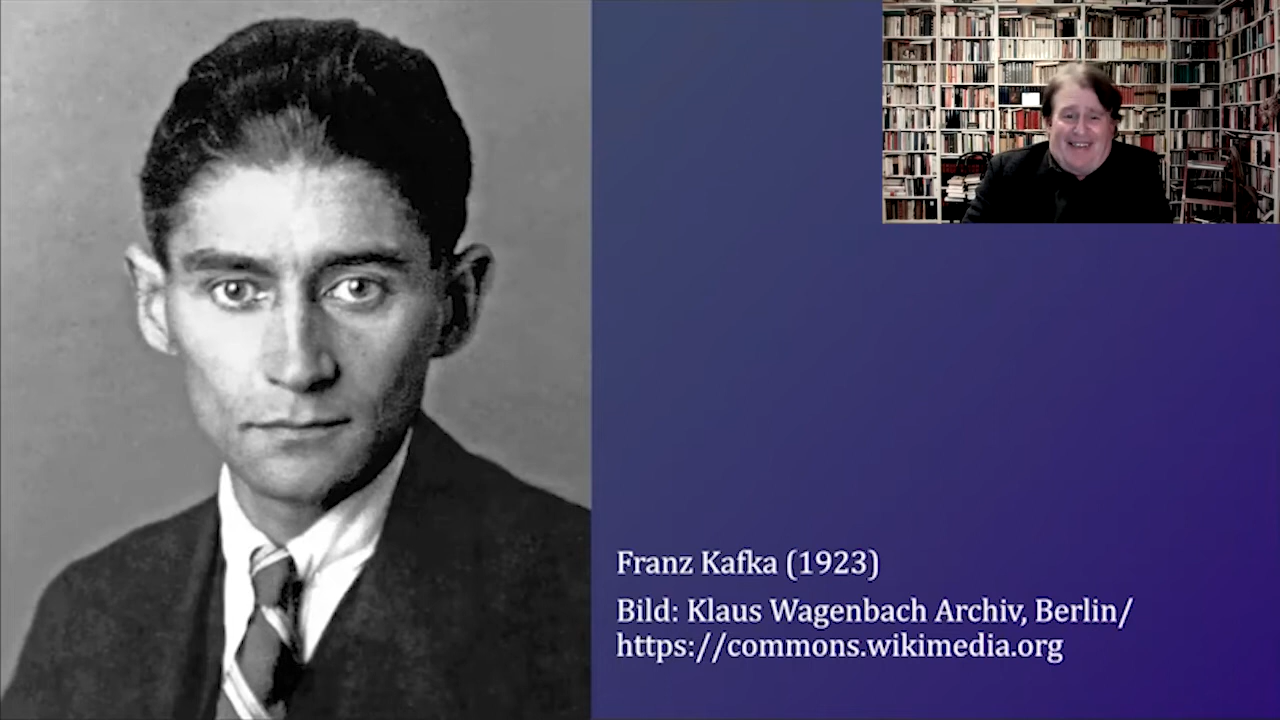 Franz Kafka (1923)
Bild: Klaus Wagenbach Archiv, Berlin/
https://commons.wikimedia.org